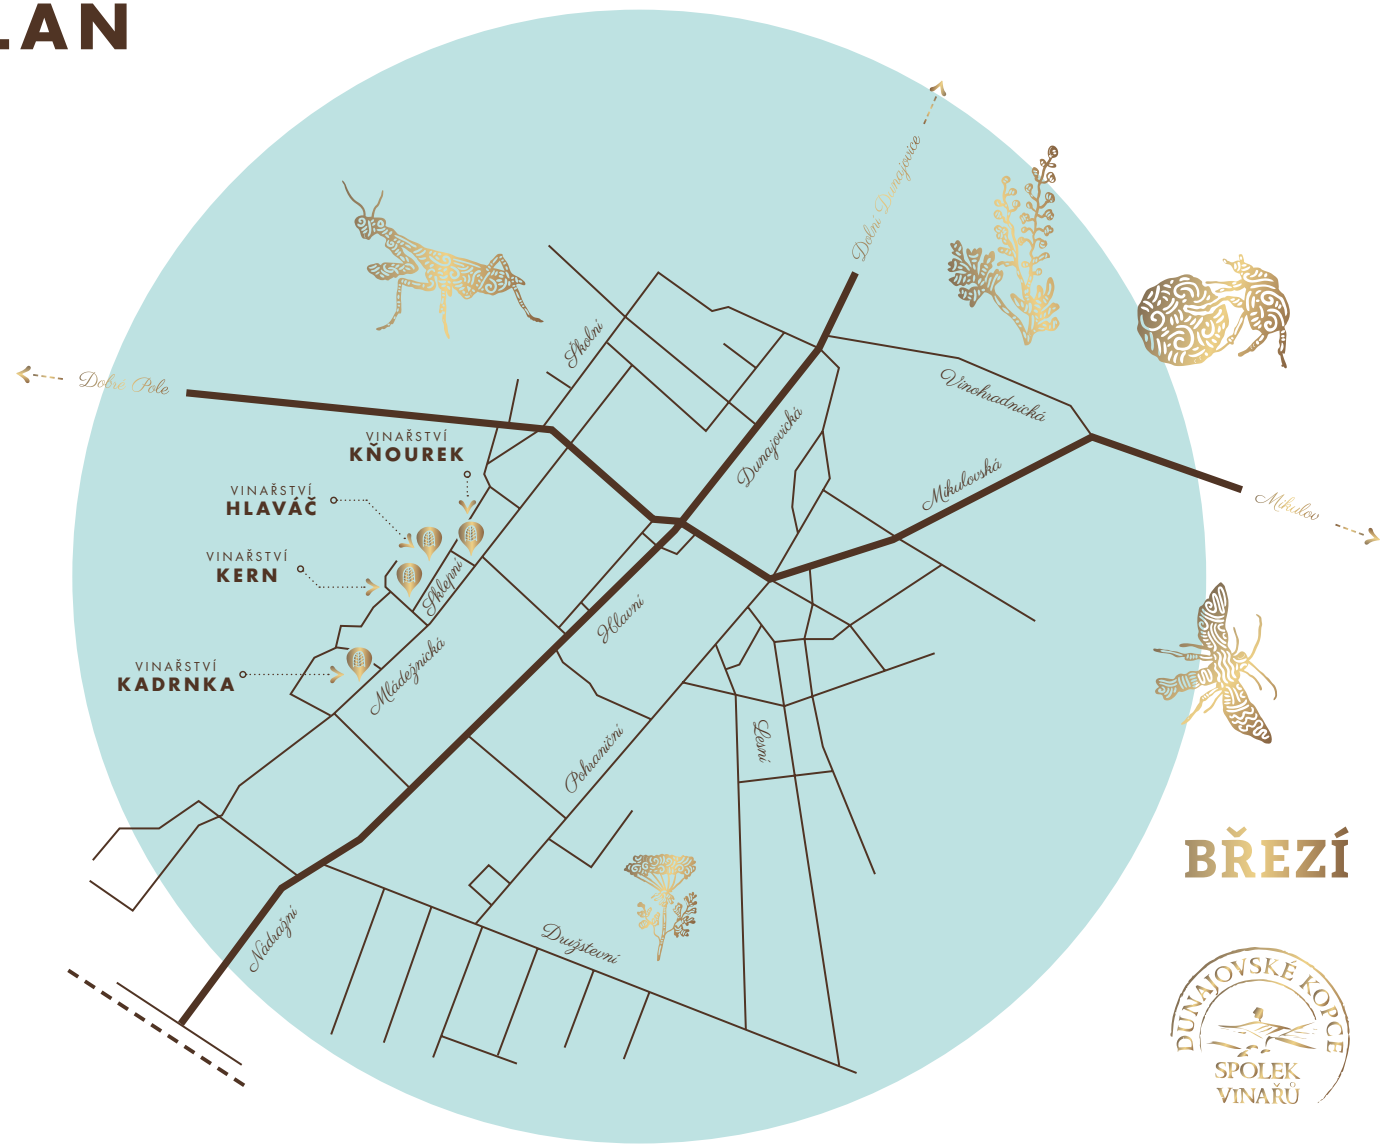 LAN
Dolní Dunajovice
Školní
Dobré Pole
Vinohradnická
Dunajovická
VINAŘSTVÍ
KŇOUREK
Mikulovská
VINAŘSTVÍ
HLAVÁČ
Mikulov
VINAŘSTVÍ
KERN
Sklepní
Hlavní
VINAŘSTVÍ
KADRNKA
Mládežnická
Pohraniční
Lesní
BŘEZÍ
Nádražní
Družstevní
DUNAJOVSKÉ KOPCE
SPOLEK
VINAŘŮ